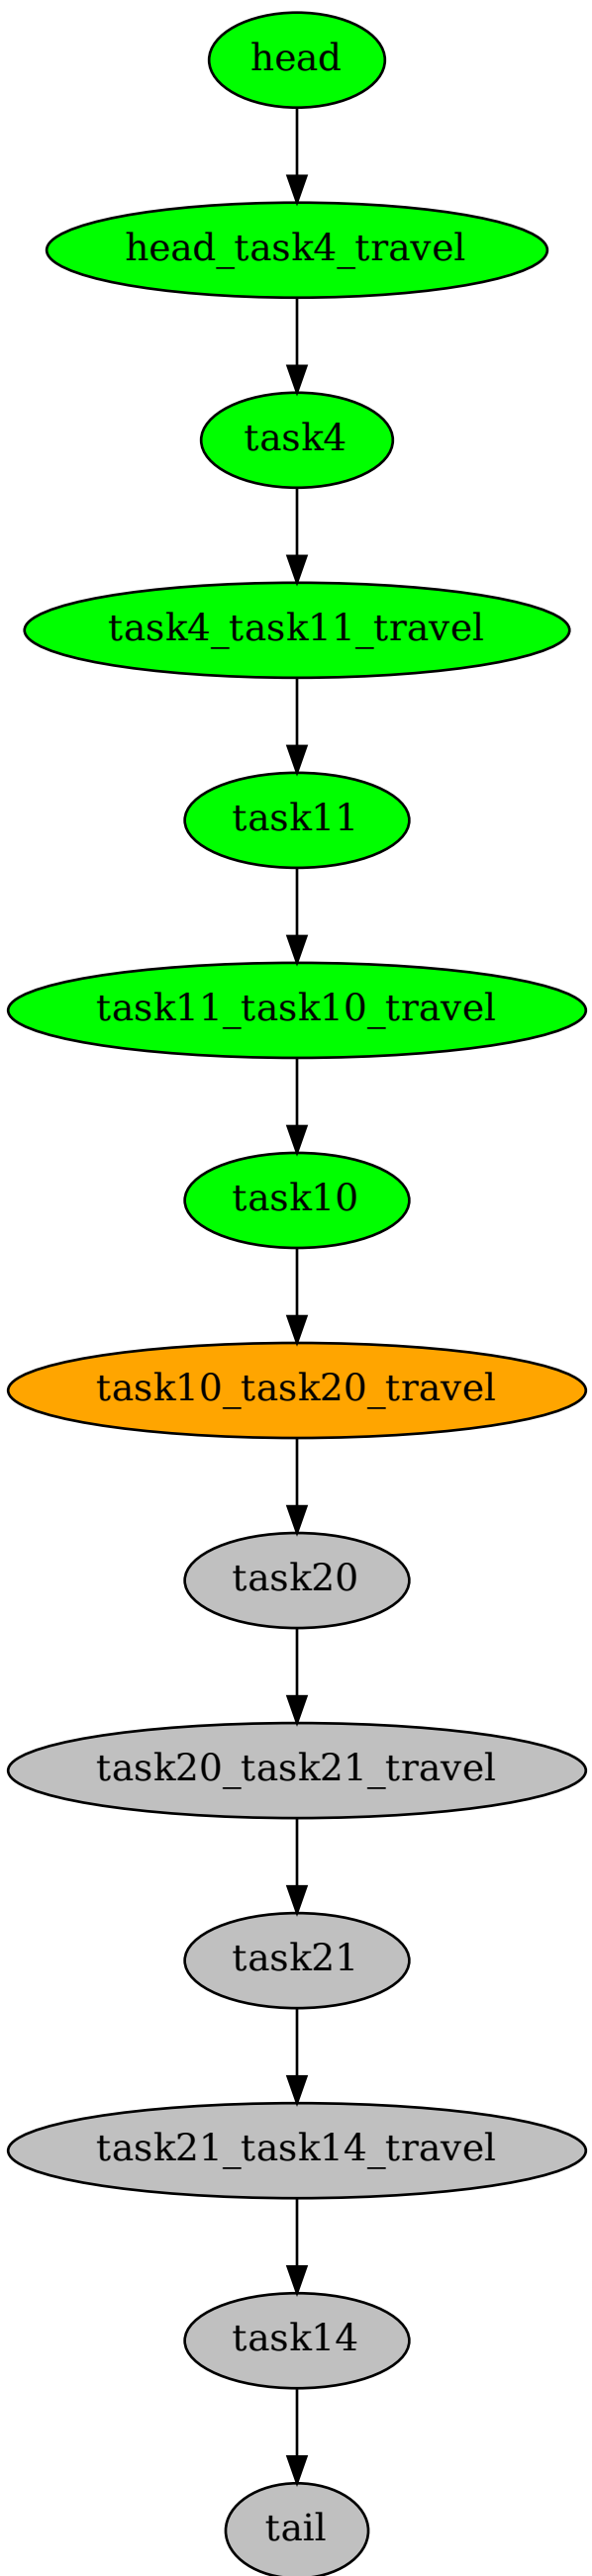 head
head_task4_travel
task4
task4_task11_travel
task11
task11_task10_travel
task10
task10_task20_travel
task20
task20_task21_travel
task21
task21_task14_travel
task14
tail